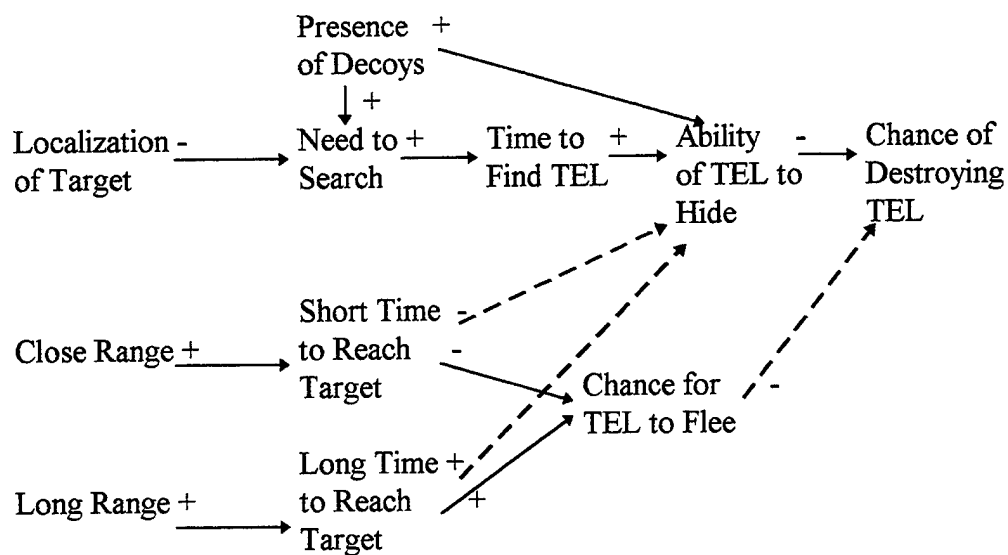 Presence +
of Decoys
+
Localization -
of Target
Need to +
Search
Time to +
Find TEL
Ability -
of TEL to
Hide
Chance of
Destroying
TEL
Short Time -
to Reach -
Target
Close Range +
Chance for -
TEL to Flee
Long Time +
to Reach +
Target
Long Range +